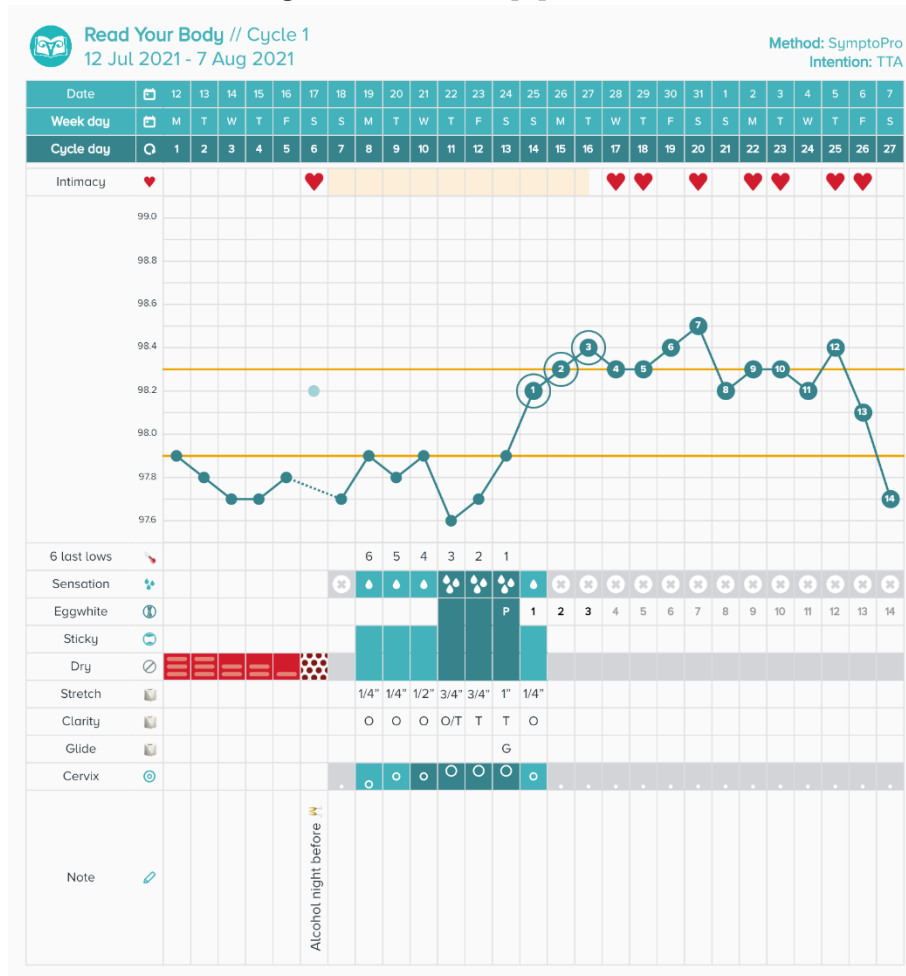 Read Your Body // Cycle 1
12 Jul 2021 - 7 Aug 2021
Method: SymptoPro
Intention: TTA
Date 12 13 14 15 16 17 18 19 20 21 22 23 24 25 26 27 28 29 30 31 1 2 3 4 5 6 7
Week day M T W T F S S M T W T F S S M T W T F S S M T W T F S
Cycle day 1 2 3 4 5 6 7 8 9 10 11 12 13 14 15 16 17 18 19 20 21 22 23 24 25 26 27
Intimacy
99.0
98.8
98.6
98.4
98.2
98.0
97.8
97.6
1 2 3 4 5 6 7 8 9 10 11 12 13 14
6 last lows 6 5 4 3 2 1
Sensation
Eggwhite P 1 2 3 4 5 6 7 8 9 10 11 12 13 14
Sticky
Dry
Stretch 1/4" 1/4" 1/2" 3/4" 3/4" 1" 1/4"
Clarity O O O O/T T T O
Glide G
Cervix
Note
Alcohol night before